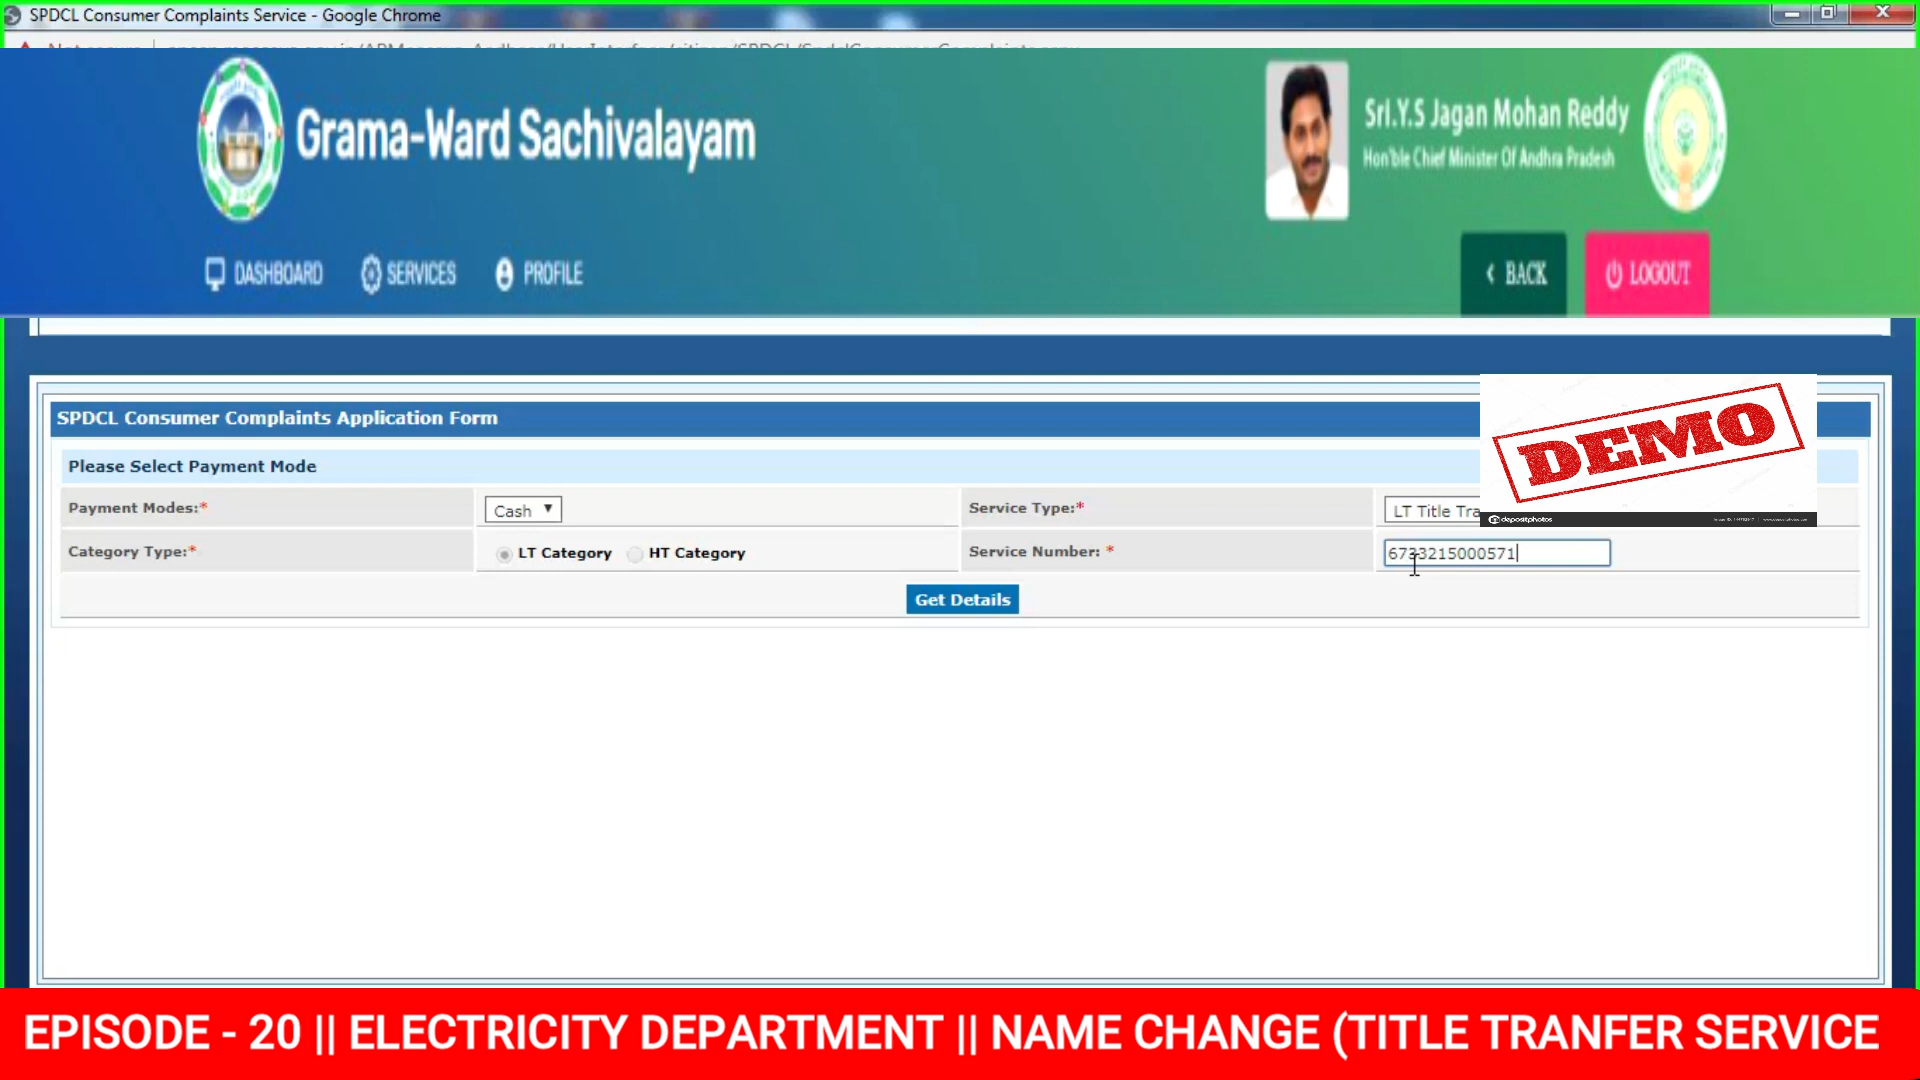 SPDCL Consumer Complaints Service - Google Chrome
Grama-Ward Sachivalayam
SrI.Y.S Jagan Mohan Reddy
Hon'ble Chief Minister Of Andhra Pradesh
DASHBOARD SERVICES PROFILE
BACK LOGOUT
SPDCL Consumer Complaints Application Form
DEMO
depositphotos
Please Select Payment Mode
Payment Modes:* Cash Service Type:* LT Title Tra
Category Type:* LT Category HT Category Service Number: * 6733215000571
Get Details
EPISODE - 20 || ELECTRICITY DEPARTMENT || NAME CHANGE (TITLE TRANFER SERVICE